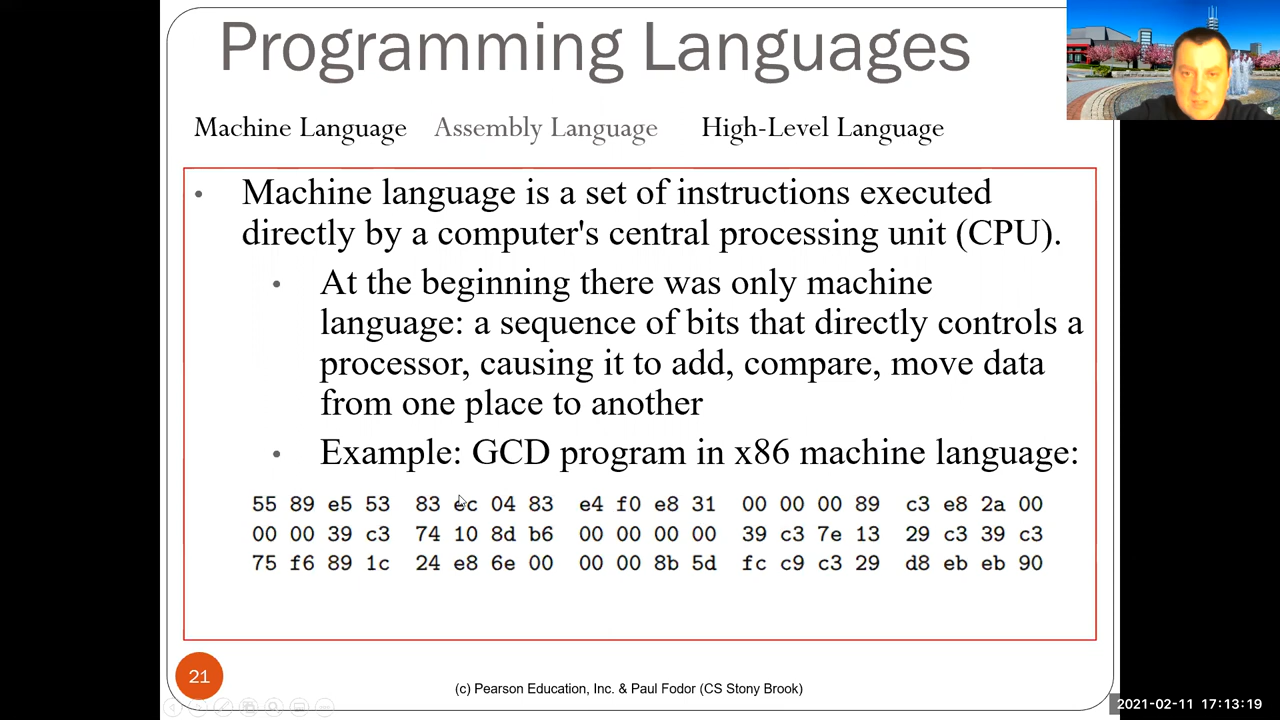 Programming Languages
Machine Language Assembly Language High-Level Language
• Machine language is a set of instructions executed
directly by a computer's central processing unit (CPU).
• At the beginning there was only machine
language: a sequence of bits that directly controls a
processor, causing it to add, compare, move data
from one place to another
• Example: GCD program in x86 machine language:
55 89 e5 53 83 ec 04 83 e4 f0 e8 31 00 00 00 89 c3 e8 2a 00
00 00 39 c3 74 10 8d b6 00 00 00 00 39 c3 7e 13 29 c3 39 c3
75 f6 89 1c 24 e8 6e 00 00 00 8b 5d fc c9 c3 29 d8 eb eb 90
21
(c) Pearson Education, Inc. & Paul Fodor (CS Stony Brook)
2021-02-11 17:13:19